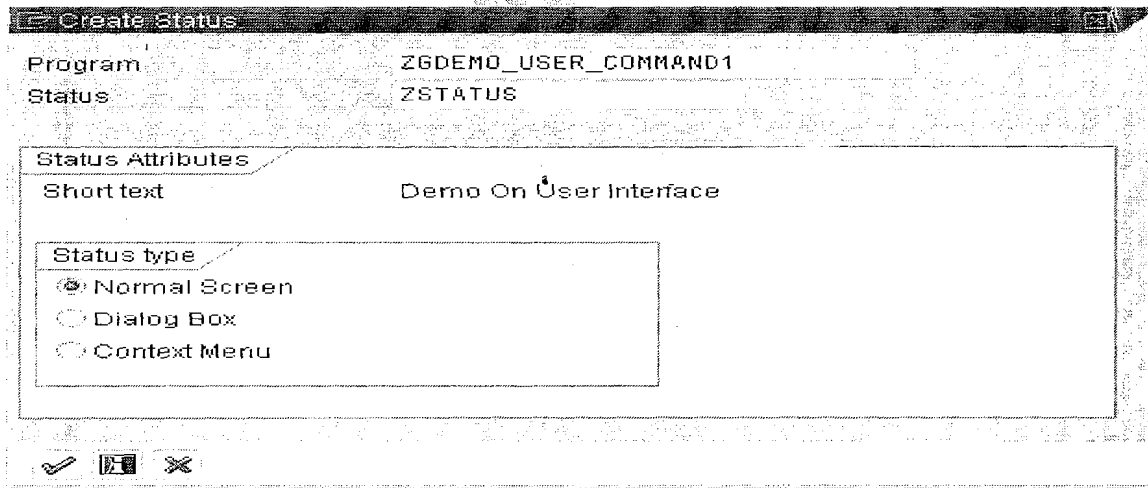 Create Status
Program ZGDEMO_USER_COMMAND1
Status ZSTATUS
Status Attributes
Short text Demo On User Interface
Status type
Normal Screen
Dialog Box
Context Menu